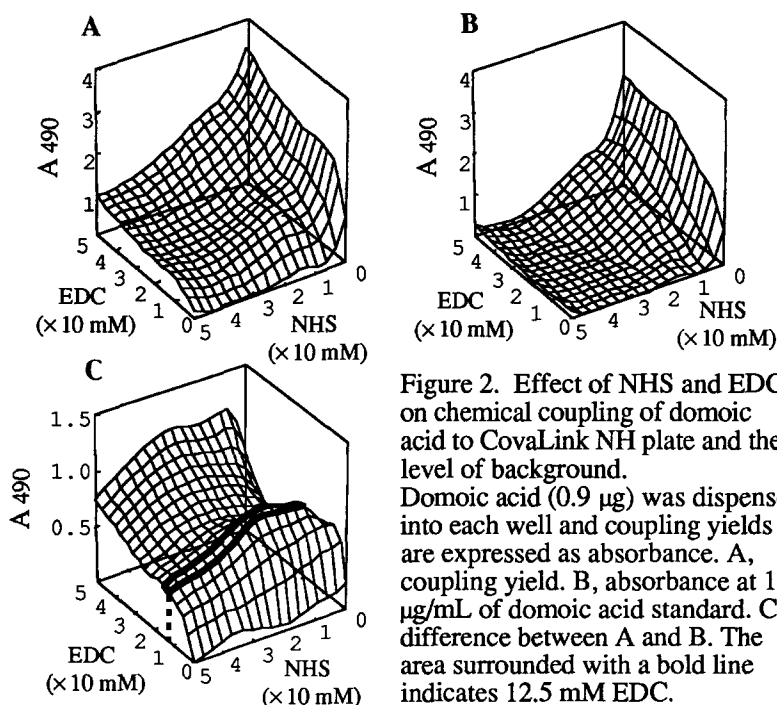 A
4
3
2
1
A 490
5
4
3
2
1
0
EDC
(× 10 mM)
5
4
3
2
1
0
NHS
(× 10 mM)
B
4
3
2
1
A 490
5
4
3
2
1
0
EDC
(× 10 mM)
5
4
3
2
1
0
NHS
(× 10 mM)
C
1.5
1.0
0.5
A 490
5
4
3
2
1
0
EDC
(× 10 mM)
5
4
3
2
1
0
NHS
(× 10 mM)
Figure 2. Effect of NHS and EDC
on chemical coupling of domoic
acid to CovaLink NH plate and the
level of background.
Domoic acid (0.9 μg) was dispens
into each well and coupling yields
are expressed as absorbance. A,
coupling yield. B, absorbance at 1
μg/mL of domoic acid standard. C
difference between A and B. The
area surrounded with a bold line
indicates 12.5 mM EDC.